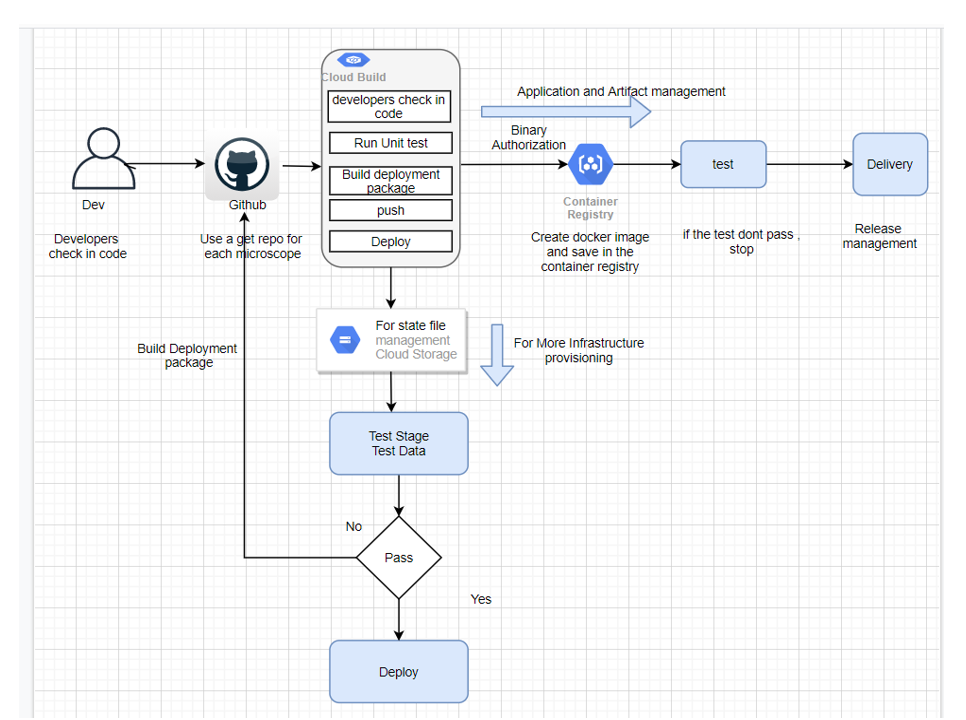 Cloud Build
developers check in
code
Run Unit test
Build deployment
package
push
Deploy
Application and Artifact management
Binary
Authorization
Dev
Developers
check in code
Github
Use a get repo for
each microscope
Container
Registry
Create docker image
and save in the
container registry
test
if the test dont pass ,
stop
Delivery
Release
management
For state file
management
Cloud Storage
For More Infrastructure
provisioning
Build Deployment
package
Test Stage
Test Data
No
Pass
Yes
Deploy